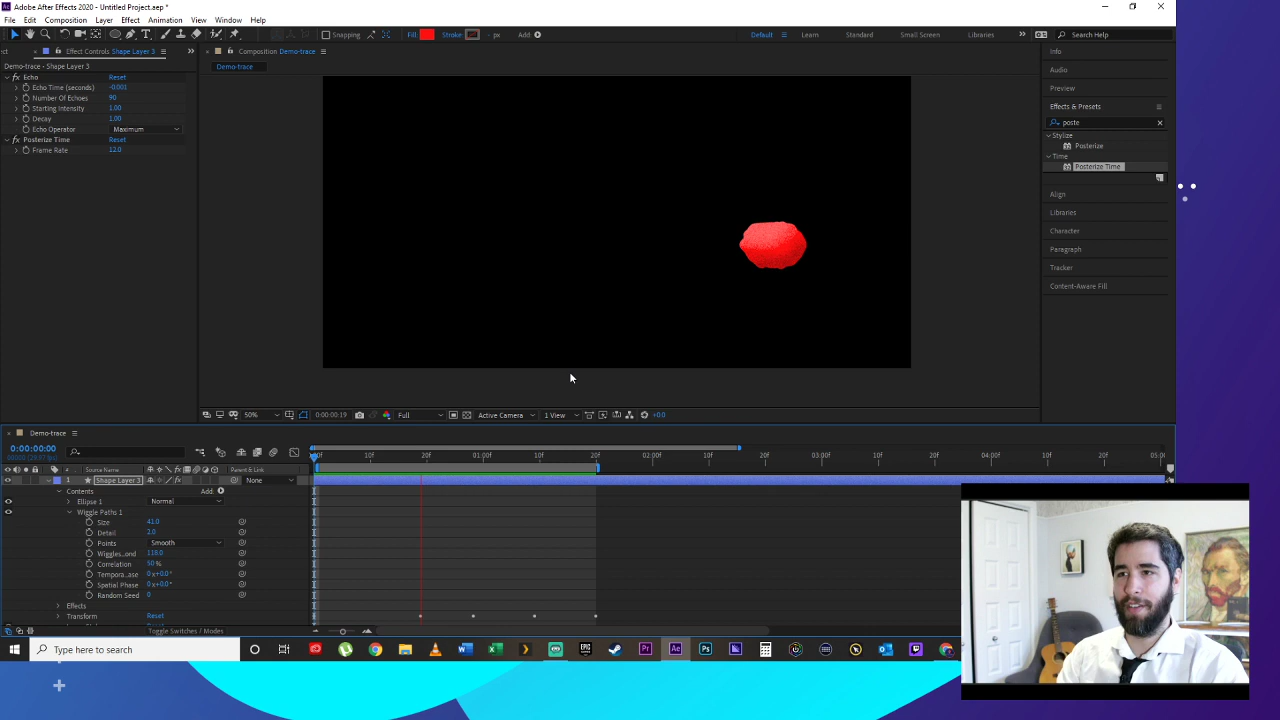 Adobe After Effects 2020 - Untitled Project.aep *
File Edit Composition Layer Effect Animation View Window Help
Snapping Fill: Stroke: - px Add: Default Learn Standard Small Screen Libraries Search Help
Effect Controls Shape Layer 3
Demo-trace • Shape Layer 3
fx Echo Reset
Echo Time (seconds) -0.001
Number Of Echoes 90
Starting Intensity 1.00
Decay 1.00
Echo Operator Maximum
fx Posterize Time Reset
Frame Rate 12.0
Composition Demo-trace
Demo-trace
50% 0:00:00:19 Full Active Camera 1 View +0.0
Info
Audio
Preview
Effects & Presets
poste
Stylize
Posterize
Time
Posterize Time
Align
Libraries
Character
Paragraph
Tracker
Content-Aware Fill
Demo-trace
0:00:00:00
Source Name Parent & Link
:00f 10f 20f 01:00f 10f 20f 02:00f 10f 20f 03:00f 10f 20f 04:00f 10f 20f 05:0
1 Shape Layer 3 None
Contents Add:
Ellipse 1 Normal
Wiggle Paths 1
Size 41.0
Detail 2.0
Points Smooth
Wiggles...ond 118.0
Correlation 50 %
Tempora...ase 0x+0.0°
Spatial Phase 0x+0.0°
Random Seed 0
Effects
Transform Reset
Toggle Switches / Modes
Type here to search